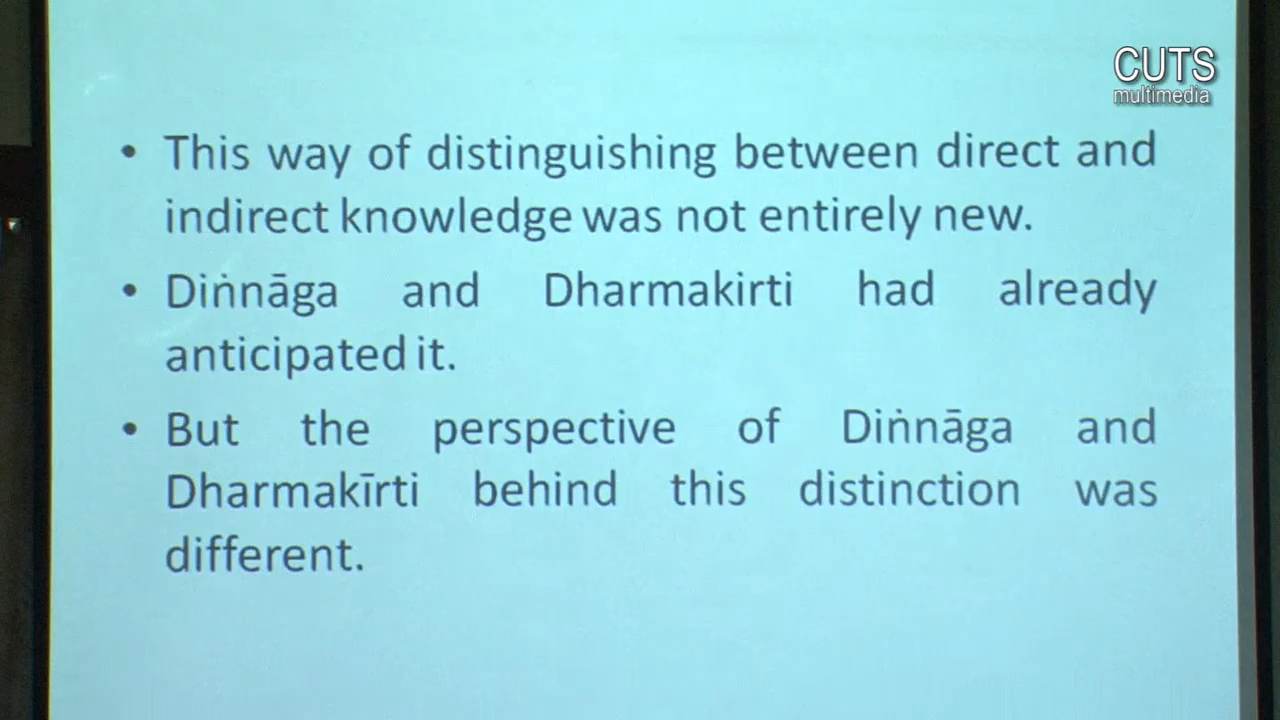 CUTS
multimedia
• This way of distinguishing between direct and
indirect knowledge was not entirely new.
• Diṅnāga and Dharmakirti had already
anticipated it.
• But the perspective of Diṅnāga and
Dharmakīrti behind this distinction was
different.